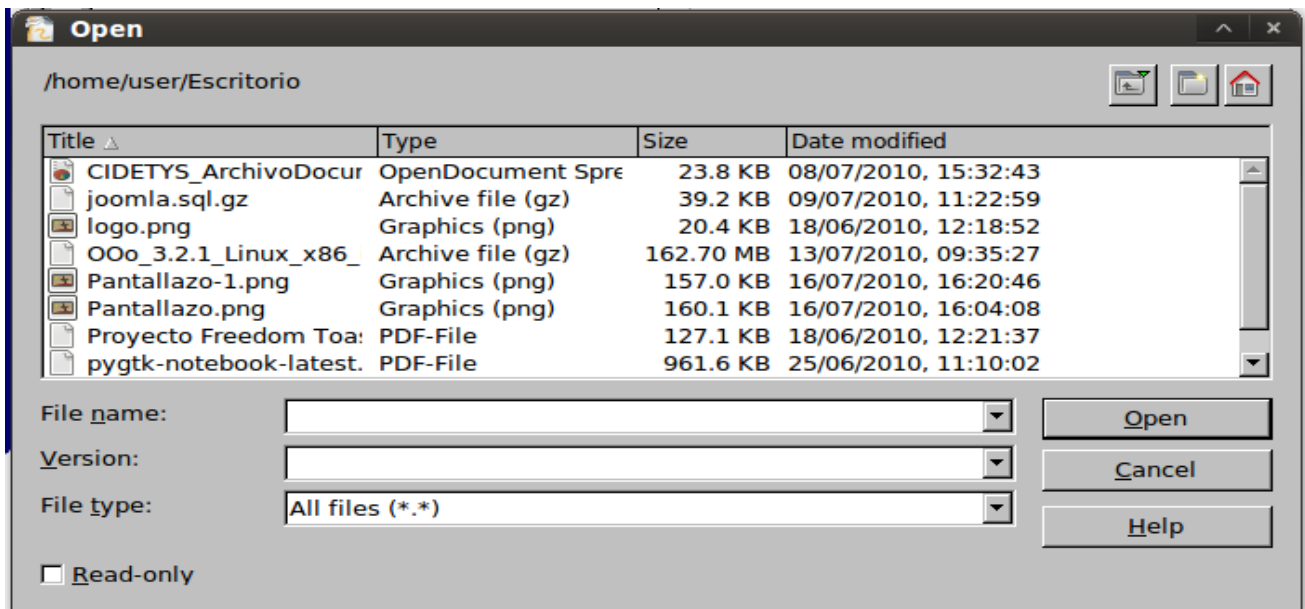 Open
/home/user/Escritorio
Title Type Size Date modified
CIDETYS_ArchivoDocur OpenDocument Spre 23.8 KB 08/07/2010, 15:32:43
joomla.sql.gz Archive file (gz) 39.2 KB 09/07/2010, 11:22:59
logo.png Graphics (png) 20.4 KB 18/06/2010, 12:18:52
OOo_3.2.1_Linux_x86_ Archive file (gz) 162.70 MB 13/07/2010, 09:35:27
Pantallazo-1.png Graphics (png) 157.0 KB 16/07/2010, 16:20:46
Pantallazo.png Graphics (png) 160.1 KB 16/07/2010, 16:04:08
Proyecto Freedom Toa: PDF-File 127.1 KB 18/06/2010, 12:21:37
pygtk-notebook-latest. PDF-File 961.6 KB 25/06/2010, 11:10:02
File name: Open
Version: Cancel
File type: All files (*.*) Help
Read-only